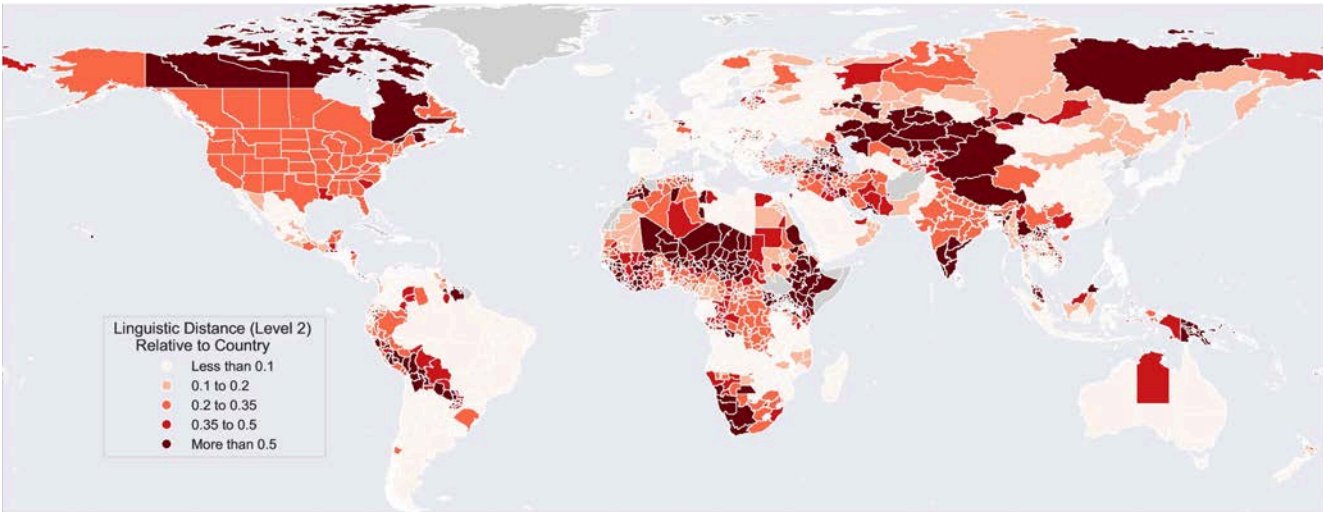 Linguistic Distance (Level 2)
Relative to Country
Less than 0.1
0.1 to 0.2
0.2 to 0.35
0.35 to 0.5
More than 0.5